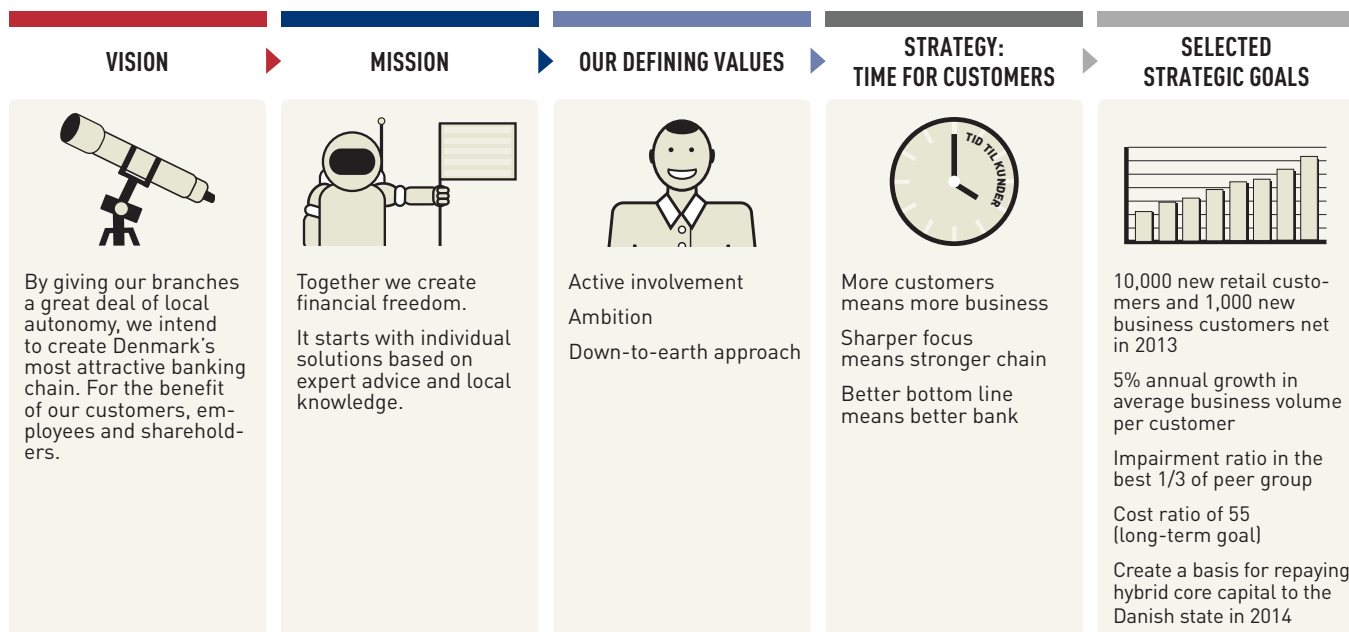 VISION
By giving our branches
a great deal of local
autonomy, we intend
to create Denmark's
most attractive banking
chain. For the benefit
of our customers, em-
ployees and sharehold-
ers.
MISSION
Together we create
financial freedom.
It starts with individual
solutions based on
expert advice and local
knowledge.
OUR DEFINING VALUES
Active involvement
Ambition
Down-to-earth approach
STRATEGY:
TIME FOR CUSTOMERS
TID TIL KUNDER
More customers
means more business
Sharper focus
means stronger chain
Better bottom line
means better bank
SELECTED
STRATEGIC GOALS
10,000 new retail custo-
mers and 1,000 new
business customers net
in 2013
5% annual growth in
average business volume
per customer
Impairment ratio in the
best 1/3 of peer group
Cost ratio of 55
(long-term goal)
Create a basis for repaying
hybrid core capital to the
Danish state in 2014